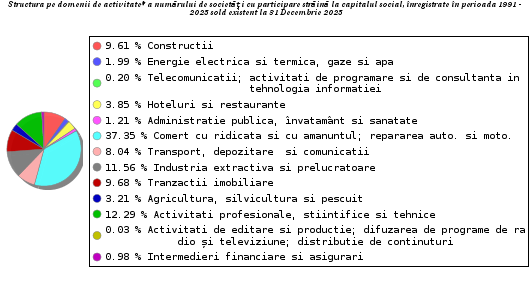 Structura pe domenii de activitate* a numărului de societăţi cu participare străină la capitalul social, înregistrate în perioada 1991 -
2025 sold existent la 31 Decembrie 2025
9.61 % Constructii
1.99 % Energie electrica si termica, gaze si apa
0.20 % Telecomunicatii; activitati de programare si de consultanta in
tehnologia informatiei
3.85 % Hoteluri si restaurante
1.21 % Administratie publica, învatamânt si sanatate
37.35 % Comert cu ridicata si cu amanuntul; repararea auto. si moto.
8.04 % Transport, depozitare si comunicatii
11.56 % Industria extractiva si prelucratoare
9.68 % Tranzactii imobiliare
3.21 % Agricultura, silvicultura si pescuit
12.29 % Activitati profesionale, stiintifice si tehnice
0.03 % Activitati de editare si productie; difuzarea de programe de ra
dio și televiziune; distributie de continuturi
0.98 % Intermedieri financiare si asigurari